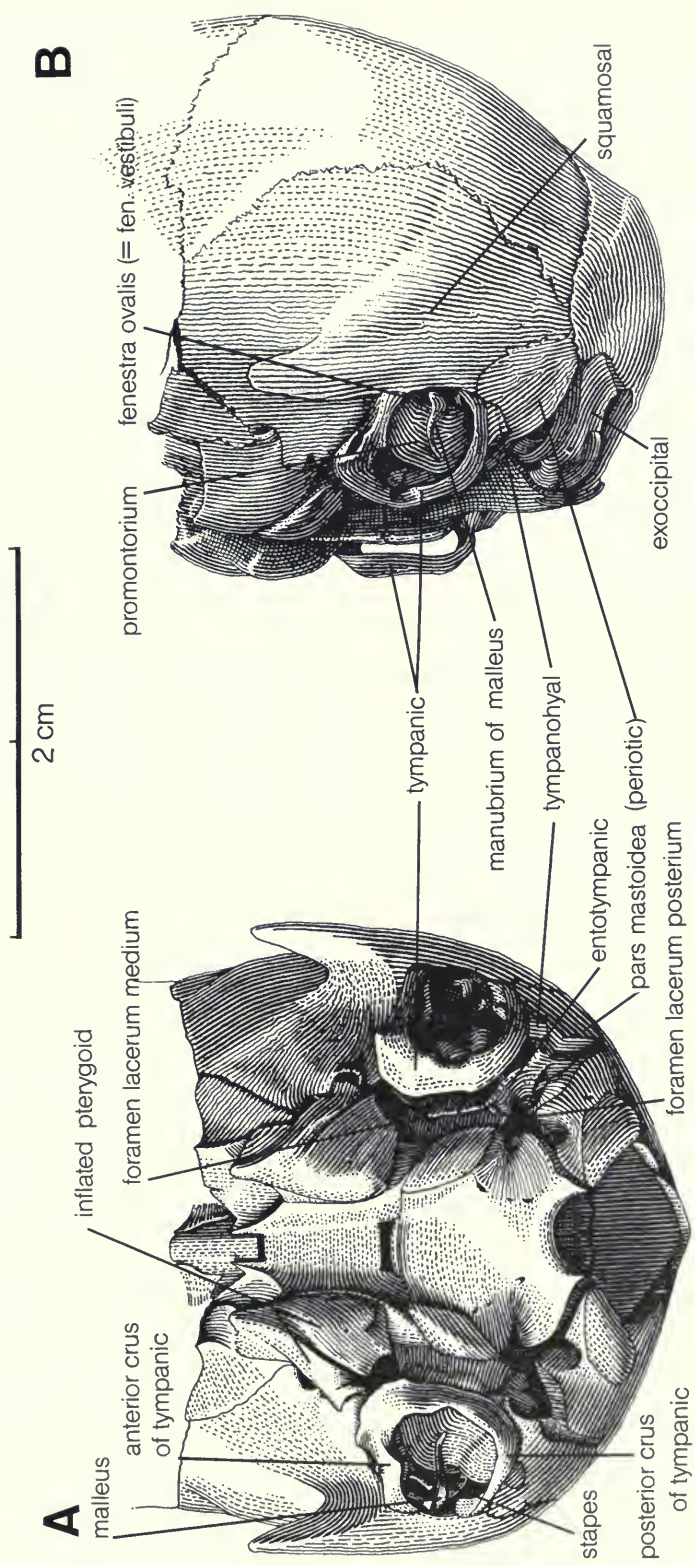 A
malleus
anterior crus
of tympanic
inflated pterygoid
foramen lacerum medium
stapes
posterior crus
of tympanic
2 cm
tympanic
manubrium of malleus
tympanohyal
entotympanic
pars mastoidea (periotic)
foramen lacerum posterium
B
promontorium
fenestra ovalis (= fen. vestibuli)
squamosal
exoccipital